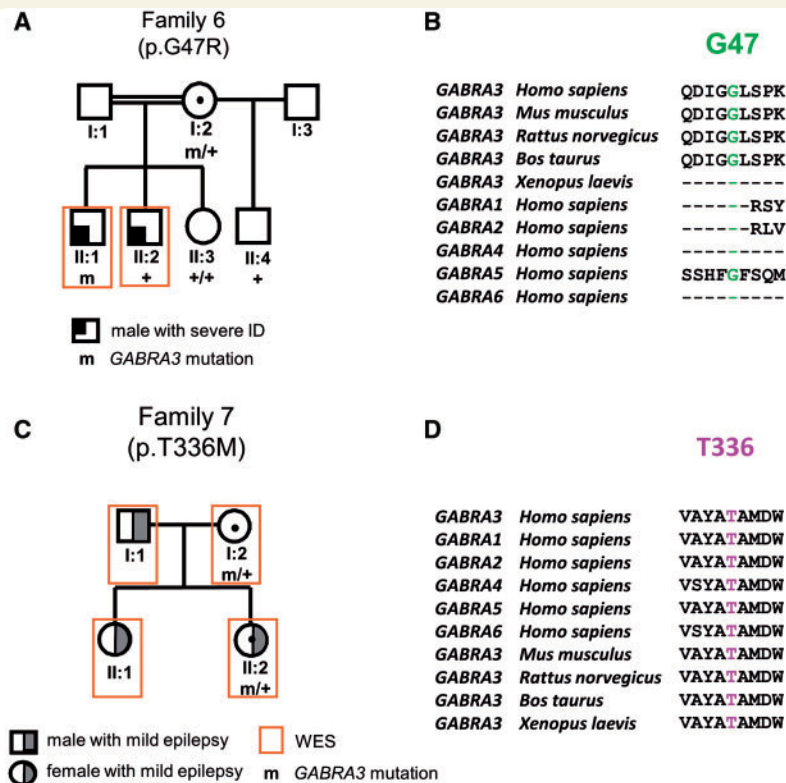 A
Family 6
(p.G47R)
I:1
I:2
I:3
m/+
II:1
II:2
II:3
II:4
m
+
+/+
+
male with severe ID
m GABRA3 mutation
B
G47
GABRA3 Homo sapiens QDIGGLSPK
GABRA3 Mus musculus QDIGGLSPK
GABRA3 Rattus norvegicus QDIGGLSPK
GABRA3 Bos taurus QDIGGLSPK
GABRA3 Xenopus laevis ---------
GABRA1 Homo sapiens ------RSY
GABRA2 Homo sapiens ------RLV
GABRA4 Homo sapiens ---------
GABRA5 Homo sapiens SSHFGFSQM
GABRA6 Homo sapiens ---------
C
Family 7
(p.T336M)
I:1
I:2
m/+
II:1
II:2
m/+
male with mild epilepsy
WES
female with mild epilepsy
m GABRA3 mutation
D
T336
GABRA3 Homo sapiens VAYATAMDW
GABRA1 Homo sapiens VAYATAMDW
GABRA2 Homo sapiens VAYATAMDW
GABRA4 Homo sapiens VSYATAMDW
GABRA5 Homo sapiens VAYATAMDW
GABRA6 Homo sapiens VSYATAMDW
GABRA3 Mus musculus VAYATAMDW
GABRA3 Rattus norvegicus VAYATAMDW
GABRA3 Bos taurus VAYATAMDW
GABRA3 Xenopus laevis VAYATAMDW